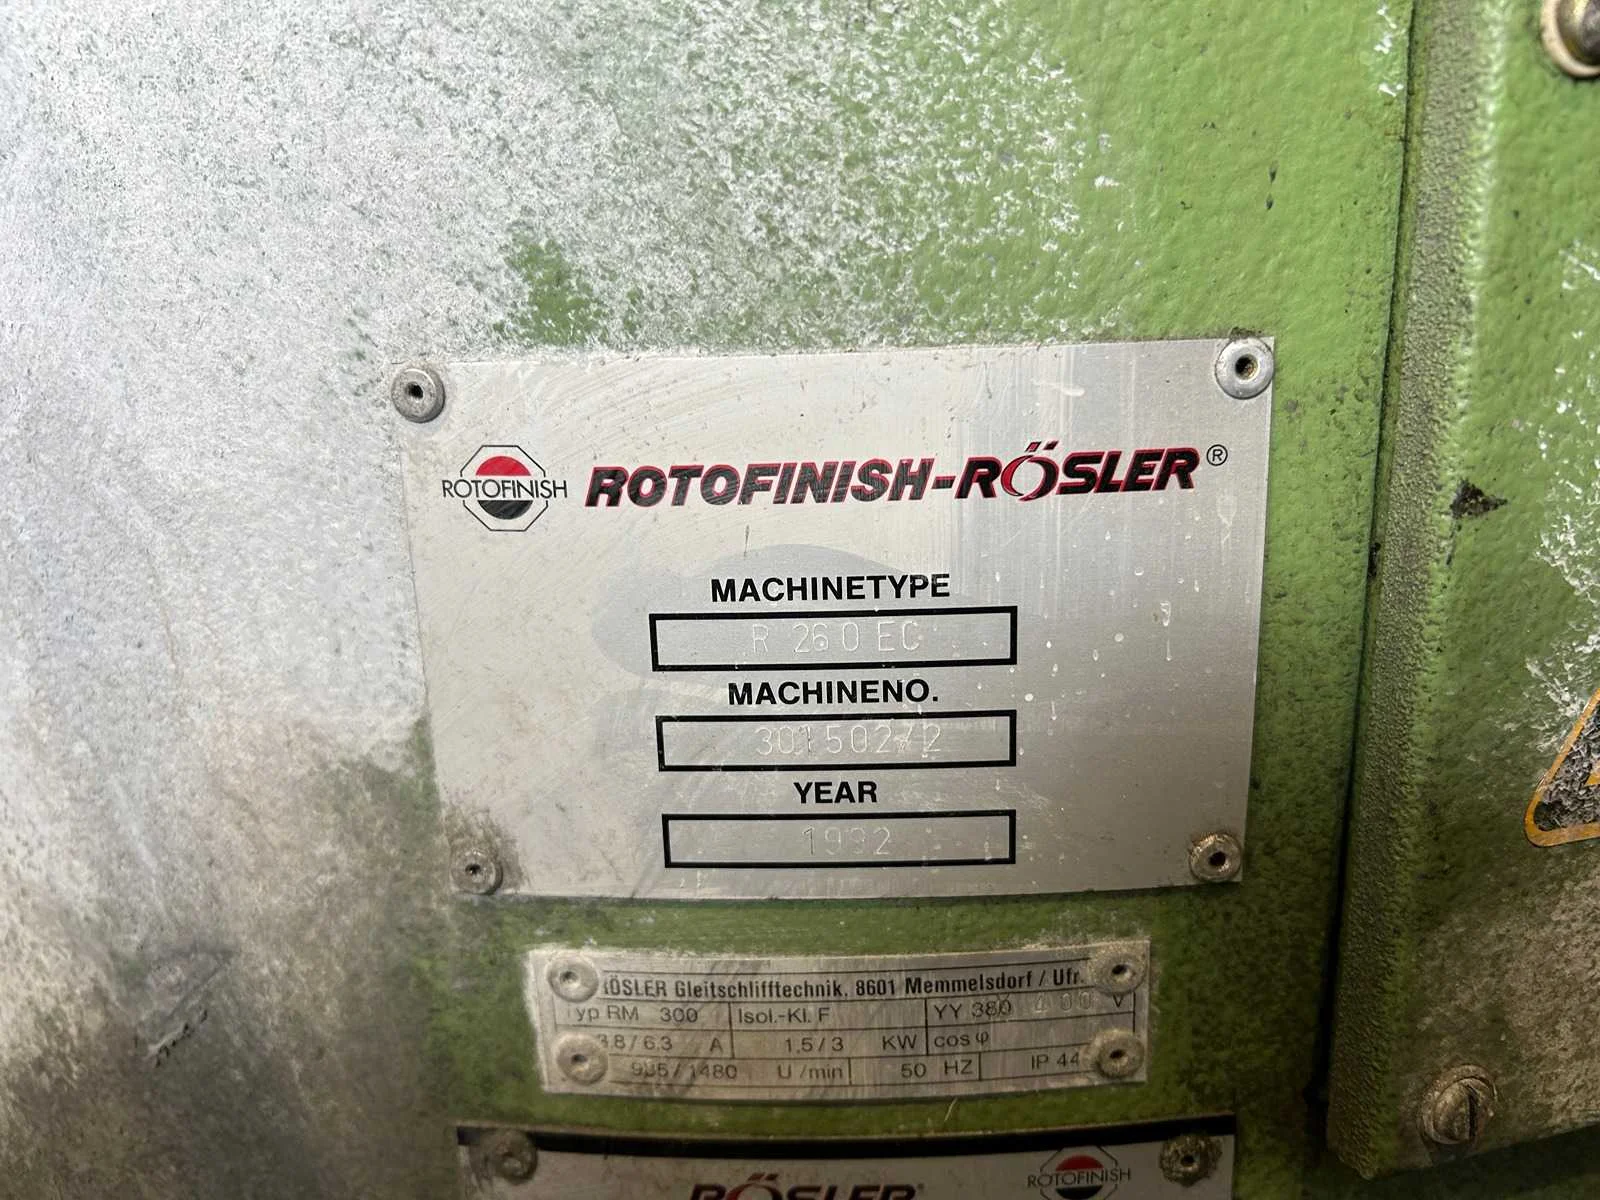 ROTOFINISH ROTOFINISH-RÖSLER®
MACHINETYPE
R 260 EC
MACHINENO.
301502/2
YEAR
1992
RÖSLER Gleitschlifftechnik, 8601 Memmelsdorf / Ufr.
Typ RM 300 Isol.-Kl. F YY 380 400 V
3.8/6.3 A 1,5/3 KW cos φ
935/1480 U/min 50 HZ IP 44
RÖSLER® ROTOFINISH